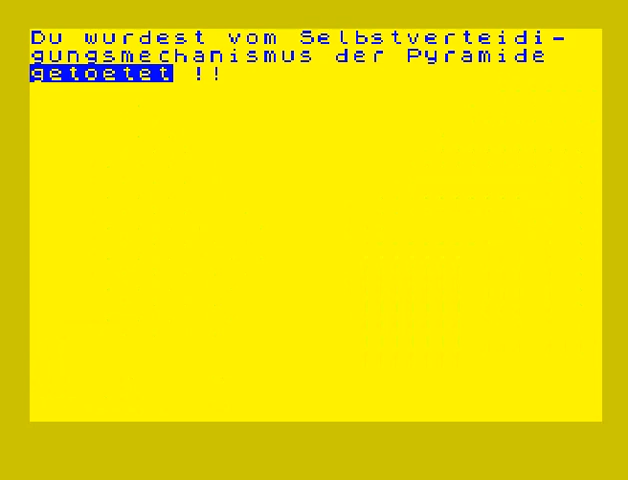 Du wurdest vom Selbstverteidi-
gungsmechanismus der Pyramide
getoetet !!